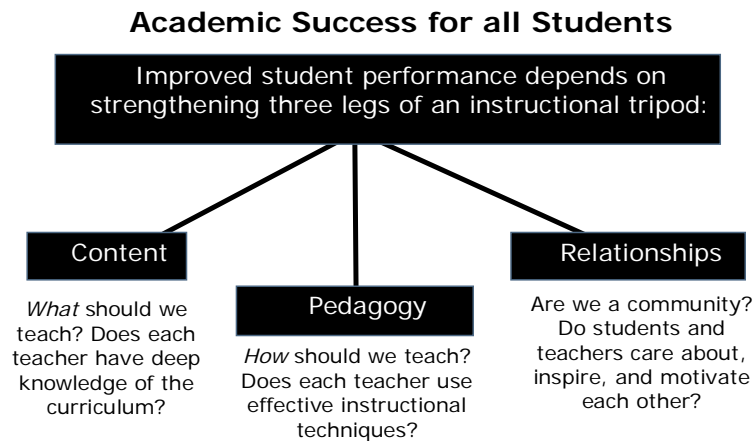 Academic Success for all Students
Improved student performance depends on
strengthening three legs of an instructional tripod:
Content
What should we
teach? Does each
teacher have deep
knowledge of the
curriculum?
Pedagogy
How should we teach?
Does each teacher use
effective instructional
techniques?
Relationships
Are we a community?
Do students and
teachers care about,
inspire, and motivate
each other?